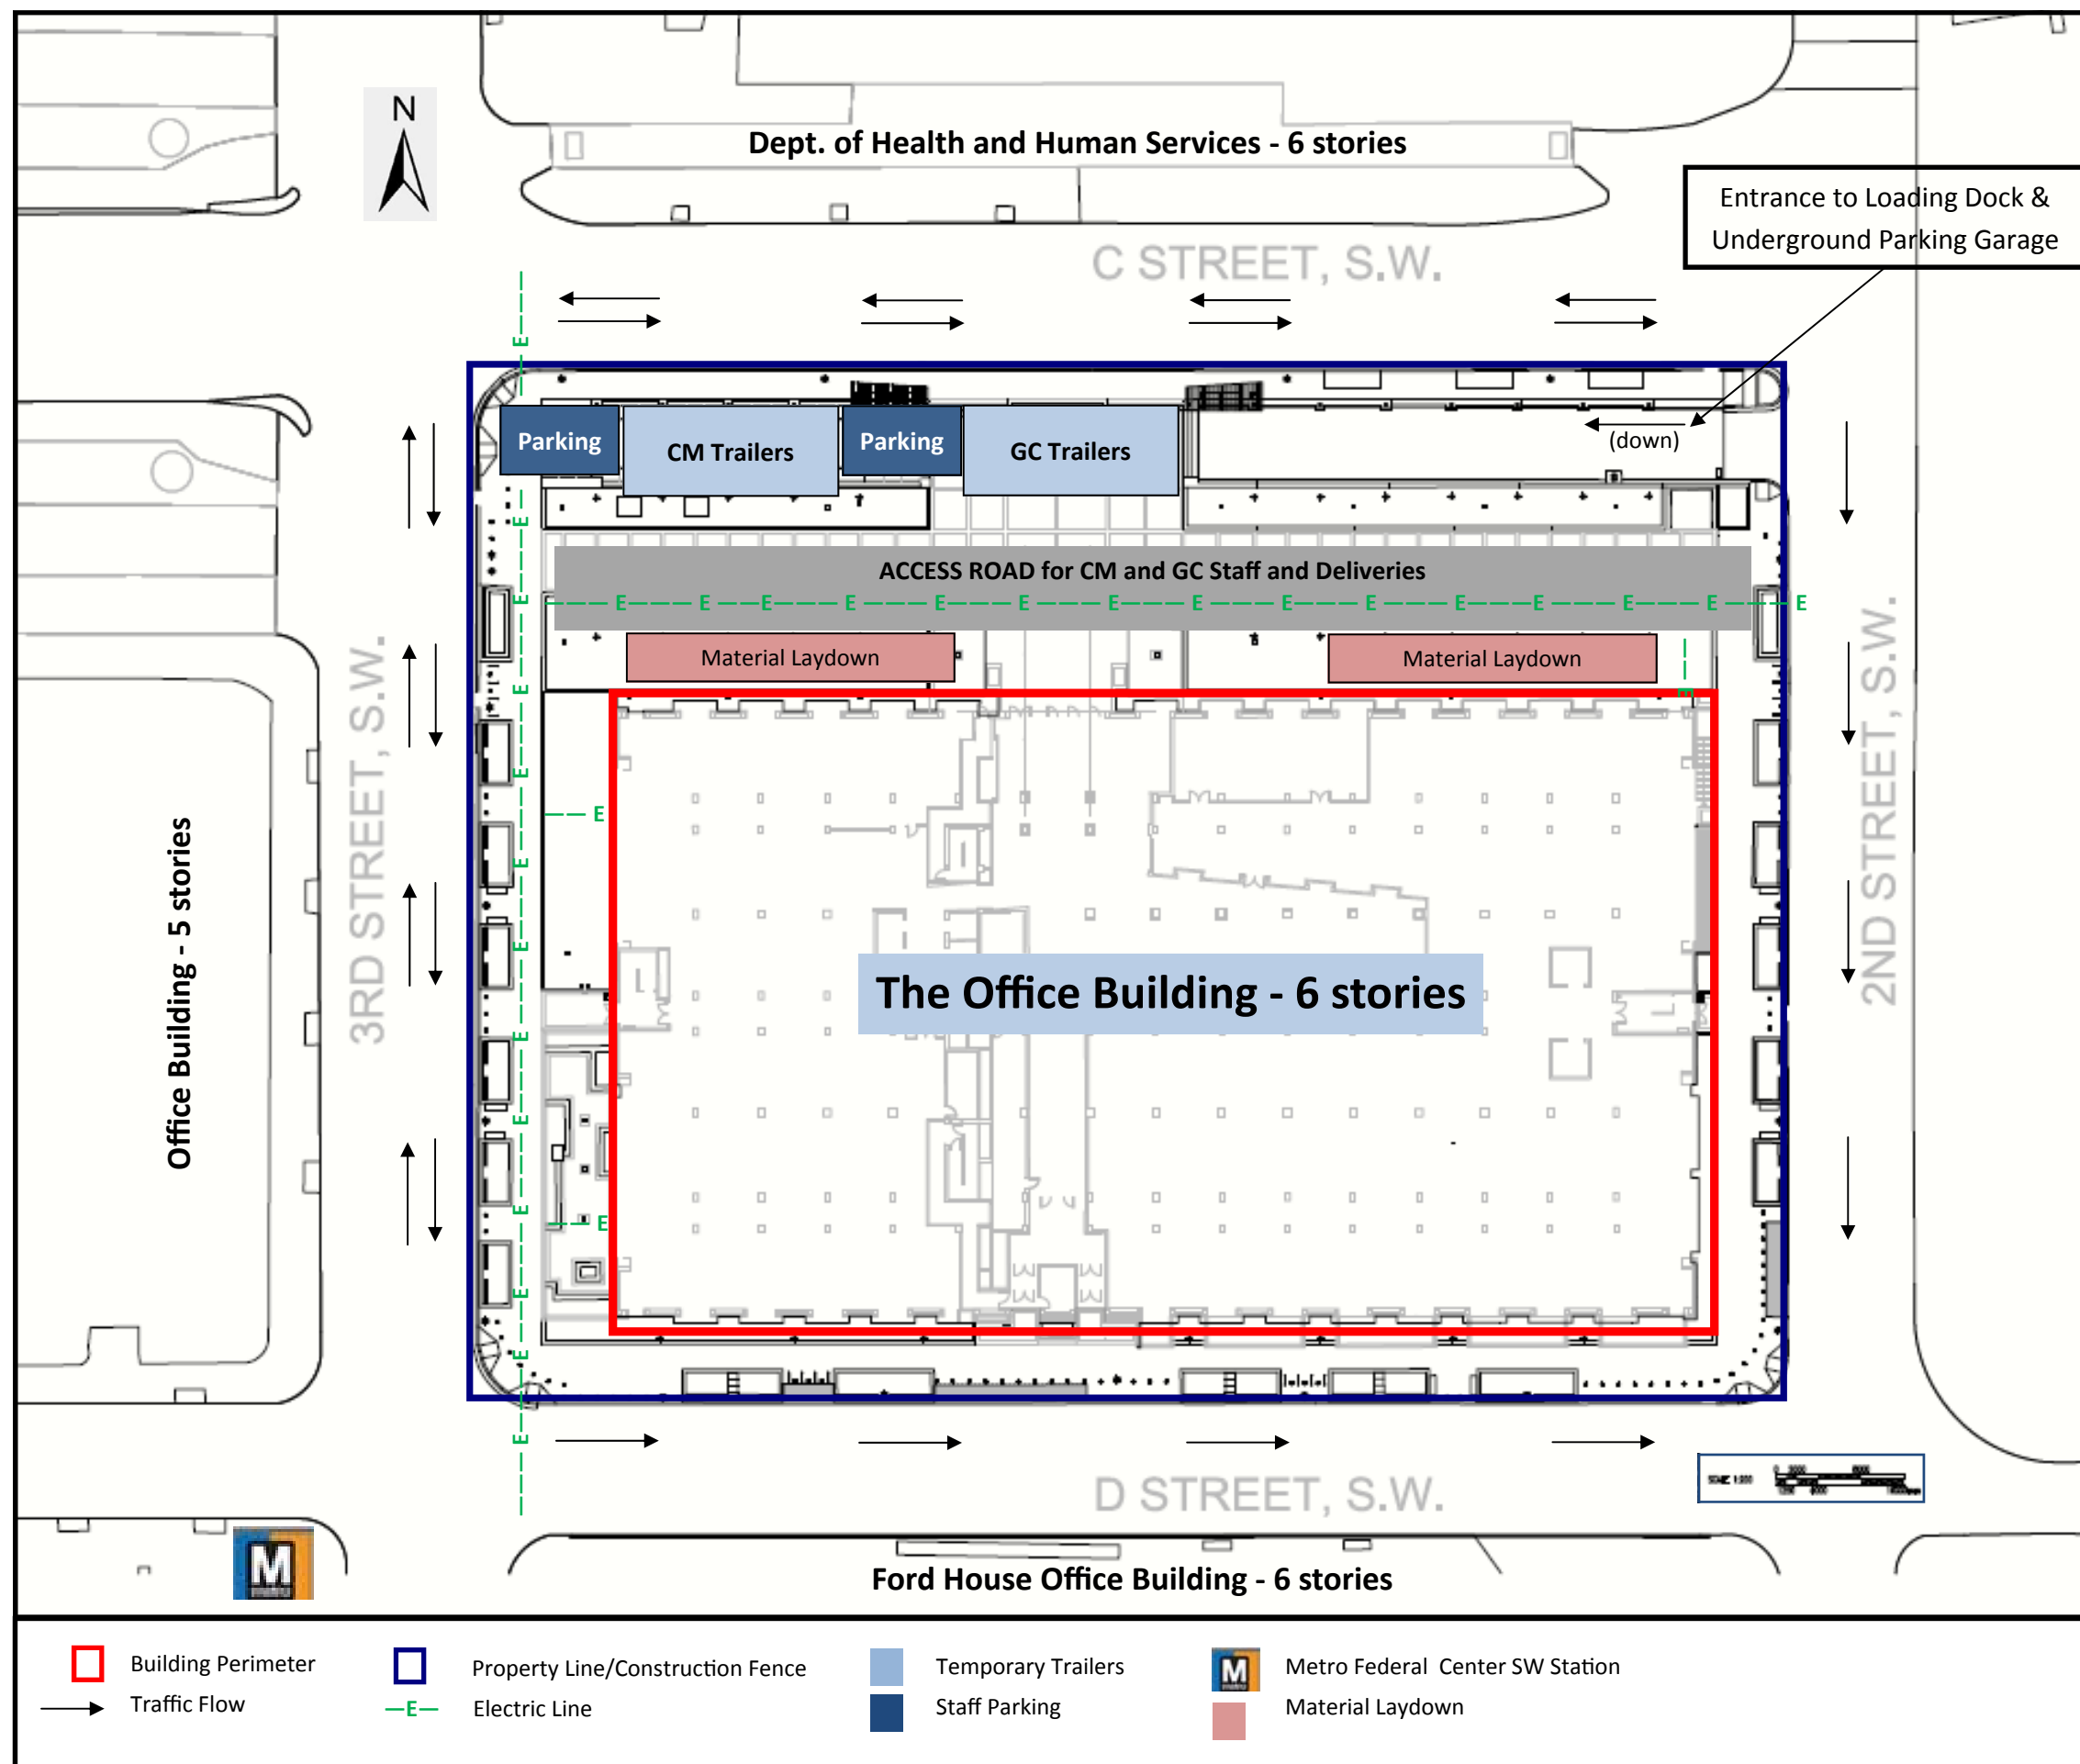 N
Dept. of Health and Human Services - 6 stories
Entrance to Loading Dock &
Underground Parking Garage
C STREET, S.W.
E
Parking
CM Trailers
Parking
GC Trailers
(down)
ACCESS ROAD for CM and GC Staff and Deliveries
E E E E E E E E E E E E E E E
Material Laydown
Material Laydown
3RD STREET, S.W.
2ND STREET, S.W.
Office Building - 5 stories
The Office Building - 6 stories
E
E
D STREET, S.W.
SCALE 1:200
M
Ford House Office Building - 6 stories
Building Perimeter
Property Line/Construction Fence
Temporary Trailers
M
Metro Federal Center SW Station
Traffic Flow
E
Electric Line
Staff Parking
Material Laydown